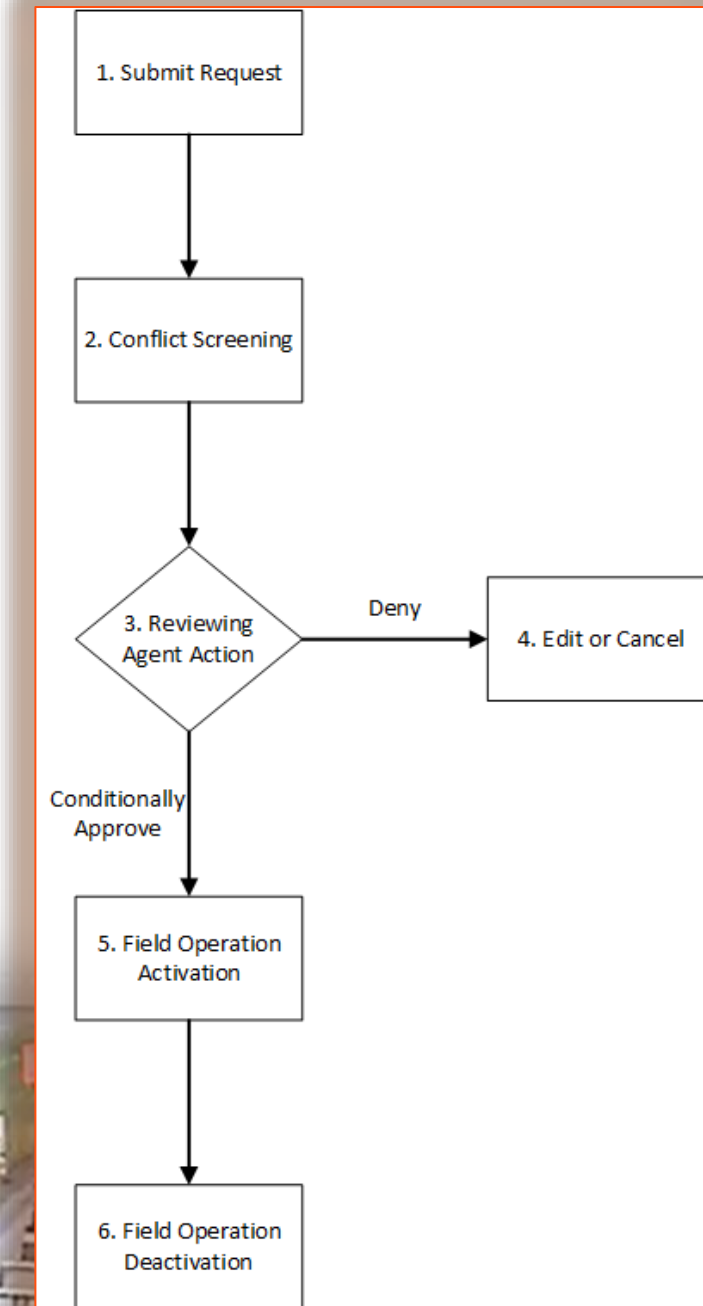 1. Submit Request
2. Conflict Screening
3. Reviewing
Agent Action
Deny
4. Edit or Cancel
Conditionally
Approve
5. Field Operation
Activation
6. Field Operation
Deactivation